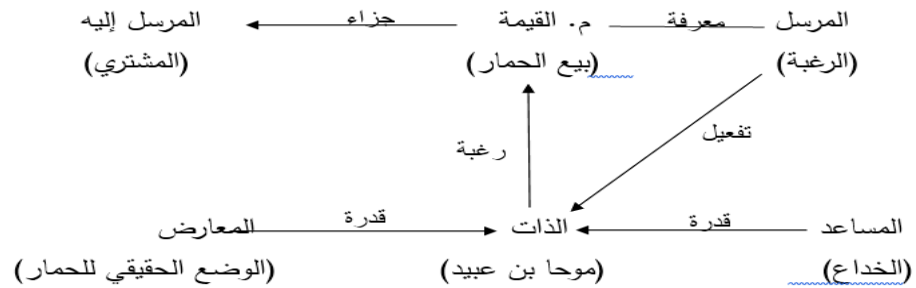 المرسل معرفة م. القيمة جزاء المرسل إليه
(الرغبة) (بيع الحمار) (المشتري)
تفعيل
رغبة
المساعد قدرة الذات قدرة المعارض
(الخداع) (موحا بن عبيد) (الوضع الحقيقي للحمار)